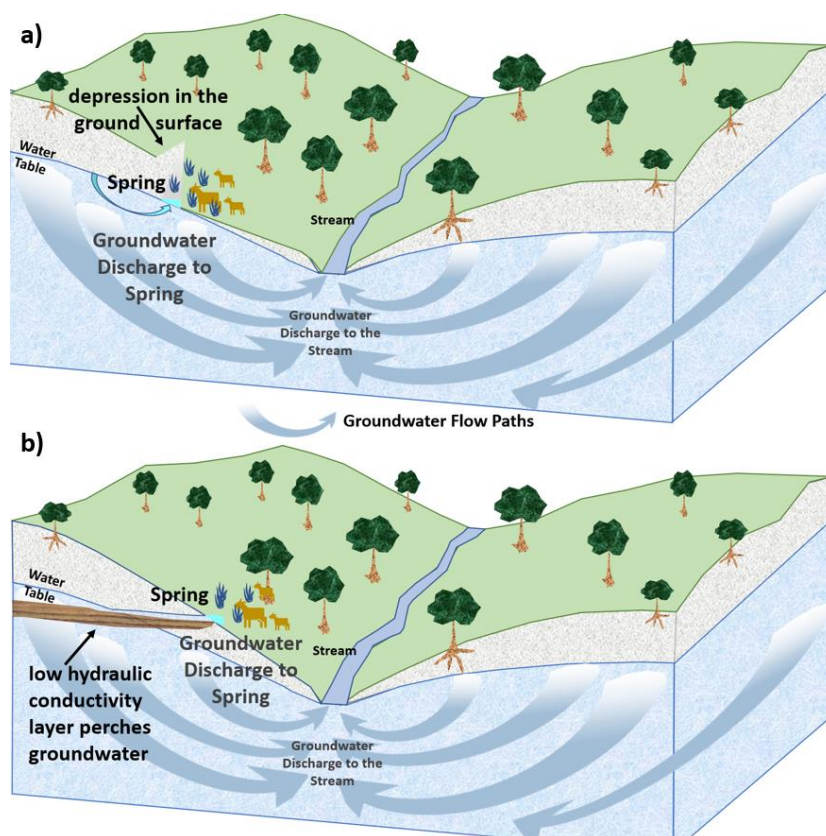 a)
depression in the
ground surface
Water
Table
Spring
Stream
Groundwater
Discharge to
Spring
Groundwater
Discharge to the
Stream
Groundwater Flow Paths
b)
Water
Table
Spring
Stream
Groundwater
Discharge to
Spring
low hydraulic
conductivity
layer perches
groundwater
Groundwater
Discharge to the
Stream